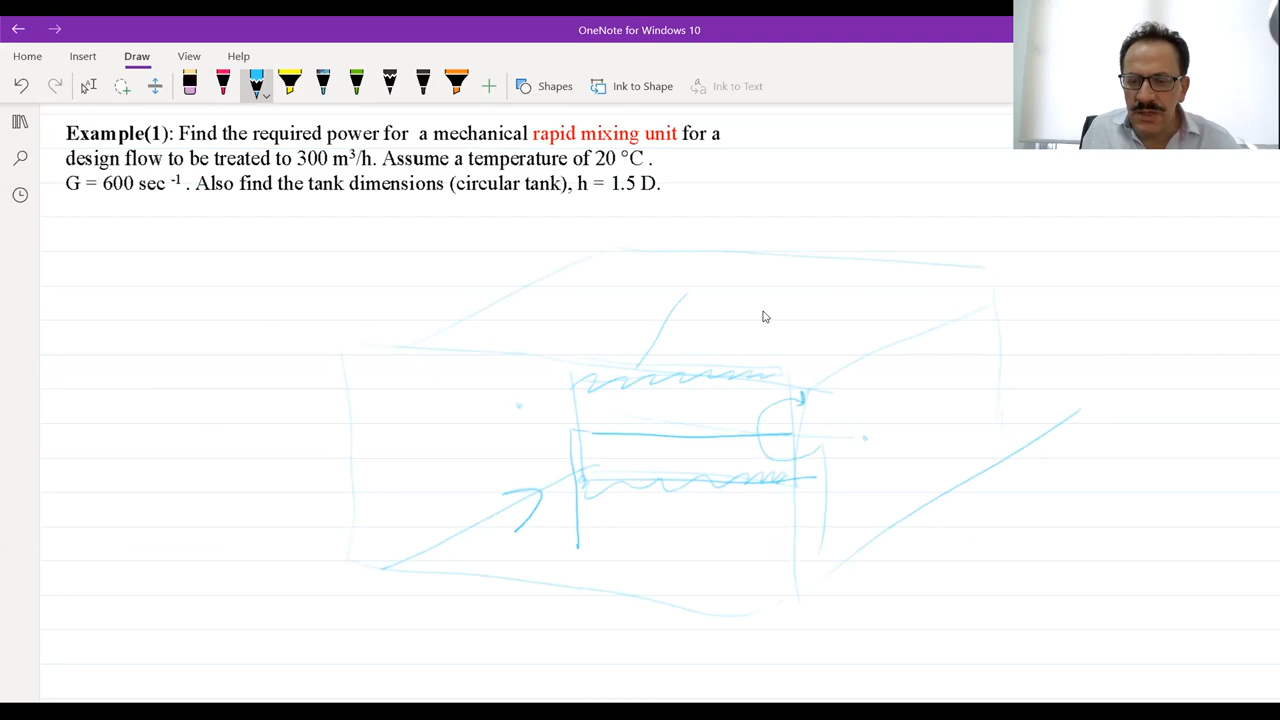 OneNote for Windows 10
Home Insert Draw View Help
Shapes Ink to Shape Ink to Text
Example(1): Find the required power for a mechanical rapid mixing unit for a
design flow to be treated to 300 m³/h. Assume a temperature of 20 °C .
G = 600 sec ⁻¹ . Also find the tank dimensions (circular tank), h = 1.5 D.